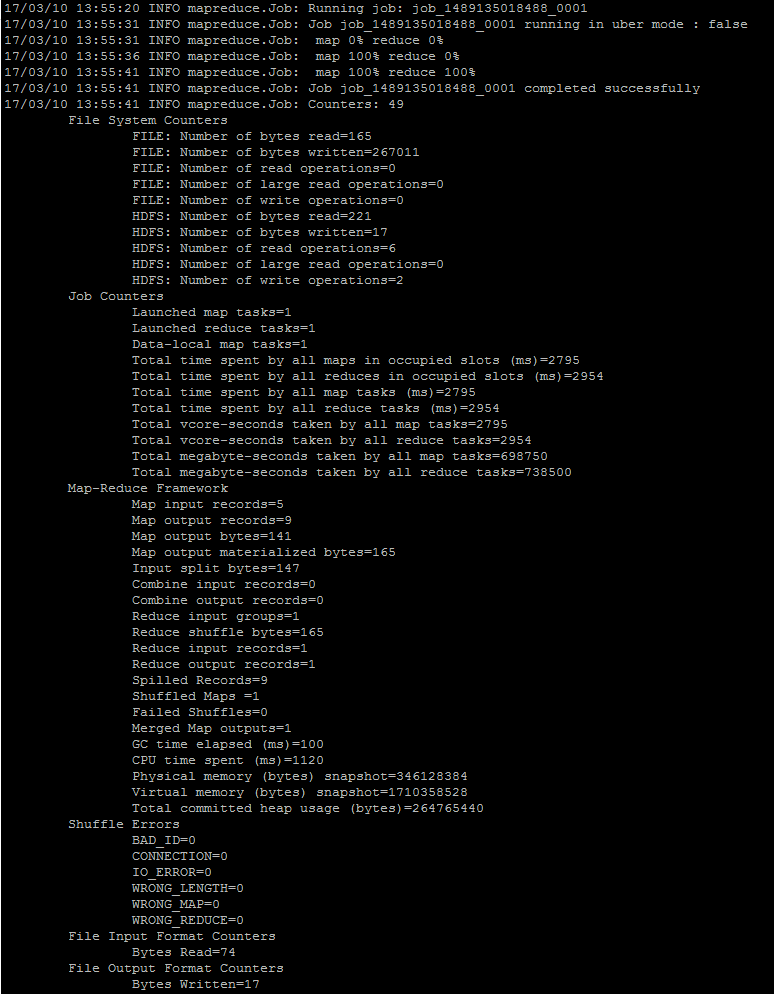 17/03/10 13:55:20 INFO mapreduce.Job: Running job: job_1489135018488_0001
17/03/10 13:55:31 INFO mapreduce.Job: Job job_1489135018488_0001 running in uber mode : false
17/03/10 13:55:31 INFO mapreduce.Job:  map 0% reduce 0%
17/03/10 13:55:36 INFO mapreduce.Job:  map 100% reduce 0%
17/03/10 13:55:41 INFO mapreduce.Job:  map 100% reduce 100%
17/03/10 13:55:41 INFO mapreduce.Job: Job job_1489135018488_0001 completed successfully
17/03/10 13:55:41 INFO mapreduce.Job: Counters: 49
File System Counters
FILE: Number of bytes read=165
FILE: Number of bytes written=267011
FILE: Number of read operations=0
FILE: Number of large read operations=0
FILE: Number of write operations=0
HDFS: Number of bytes read=221
HDFS: Number of bytes written=17
HDFS: Number of read operations=6
HDFS: Number of large read operations=0
HDFS: Number of write operations=2
Job Counters
Launched map tasks=1
Launched reduce tasks=1
Data-local map tasks=1
Total time spent by all maps in occupied slots (ms)=2795
Total time spent by all reduces in occupied slots (ms)=2954
Total time spent by all map tasks (ms)=2795
Total time spent by all reduce tasks (ms)=2954
Total vcore-seconds taken by all map tasks=2795
Total vcore-seconds taken by all reduce tasks=2954
Total megabyte-seconds taken by all map tasks=698750
Total megabyte-seconds taken by all reduce tasks=738500
Map-Reduce Framework
Map input records=5
Map output records=9
Map output bytes=141
Map output materialized bytes=165
Input split bytes=147
Combine input records=0
Combine output records=0
Reduce input groups=1
Reduce shuffle bytes=165
Reduce input records=1
Reduce output records=1
Spilled Records=9
Shuffled Maps =1
Failed Shuffles=0
Merged Map outputs=1
GC time elapsed (ms)=100
CPU time spent (ms)=1120
Physical memory (bytes) snapshot=346128384
Virtual memory (bytes) snapshot=1710358528
Total committed heap usage (bytes)=264765440
Shuffle Errors
BAD_ID=0
CONNECTION=0
IO_ERROR=0
WRONG_LENGTH=0
WRONG_MAP=0
WRONG_REDUCE=0
File Input Format Counters
Bytes Read=74
File Output Format Counters
Bytes Written=17